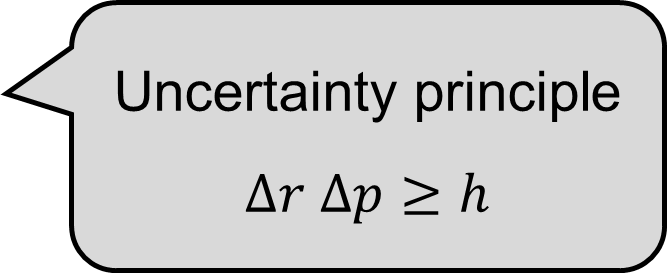 Uncertainty principle
Δr Δp ≥ h